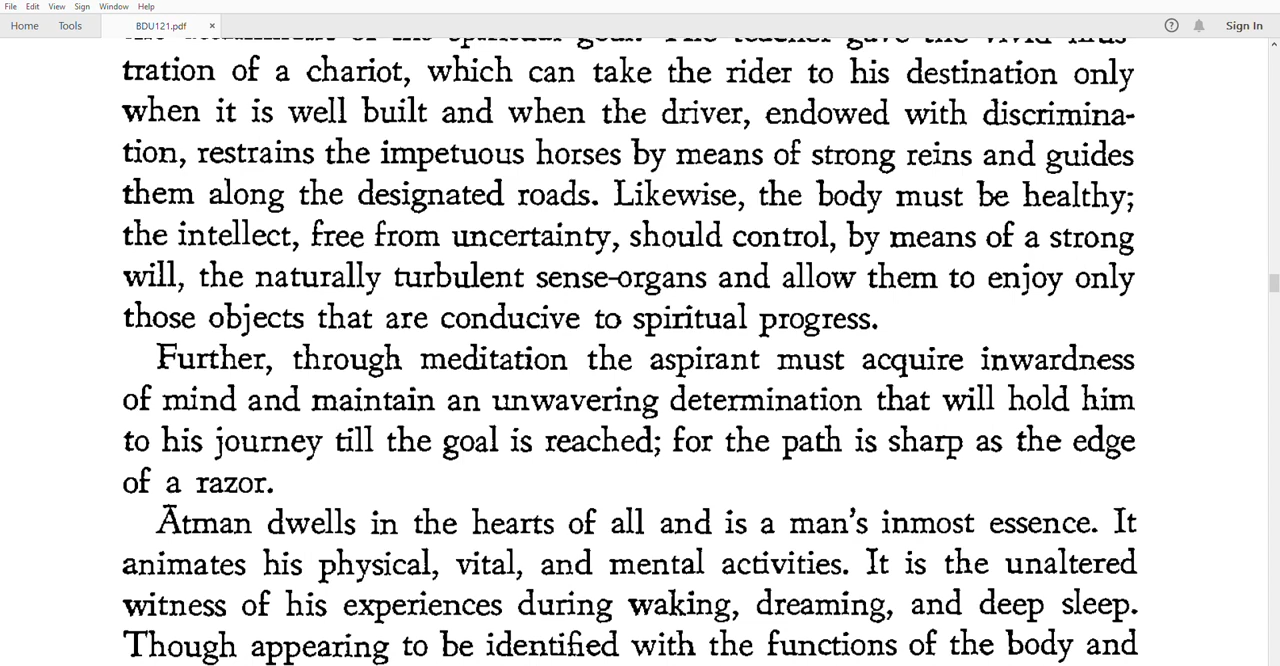 File Edit View Sign Window Help
Home Tools BDU121.pdf × Sign In
tration of a chariot, which can take the rider to his destination only
when it is well built and when the driver, endowed with discrimina-
tion, restrains the impetuous horses by means of strong reins and guides
them along the designated roads. Likewise, the body must be healthy;
the intellect, free from uncertainty, should control, by means of a strong
will, the naturally turbulent sense-organs and allow them to enjoy only
those objects that are conducive to spiritual progress.
Further, through meditation the aspirant must acquire inwardness
of mind and maintain an unwavering determination that will hold him
to his journey till the goal is reached; for the path is sharp as the edge
of a razor.
Ātman dwells in the hearts of all and is a man's inmost essence. It
animates his physical, vital, and mental activities. It is the unaltered
witness of his experiences during waking, dreaming, and deep sleep.
Though appearing to be identified with the functions of the body and